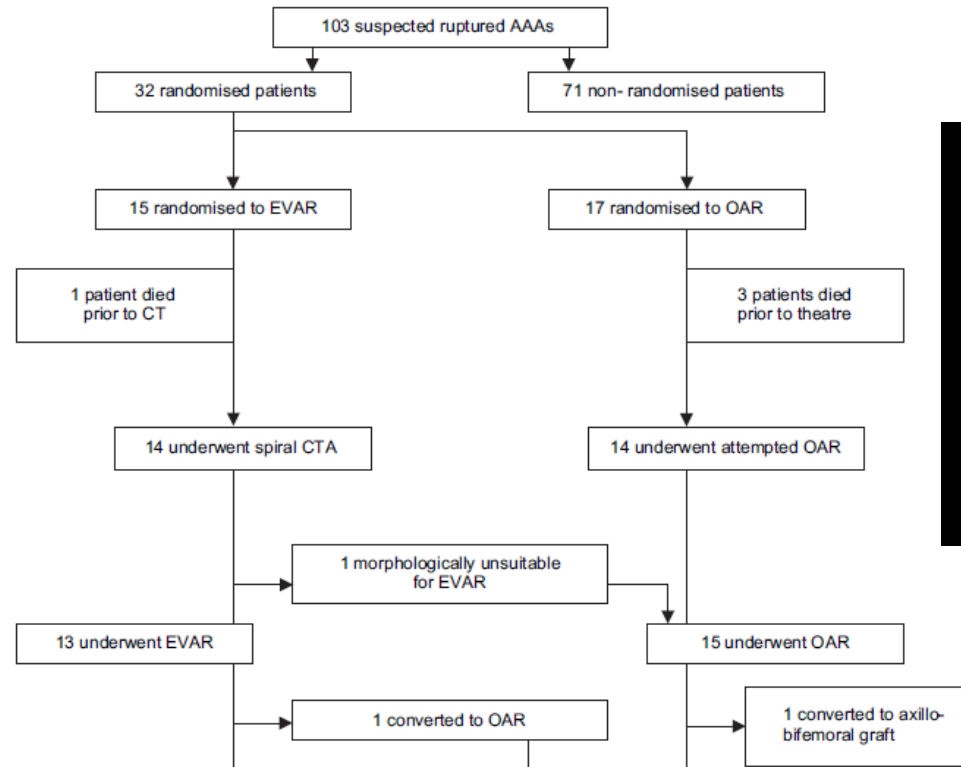 103 suspected ruptured AAAs
32 randomised patients
71 non- randomised patients
15 randomised to EVAR
17 randomised to OAR
1 patient died
prior to CT
3 patients died
prior to theatre
14 underwent spiral CTA
14 underwent attempted OAR
1 morphologically unsuitable
for EVAR
13 underwent EVAR
15 underwent OAR
1 converted to OAR
1 converted to axillo-
bifemoral graft